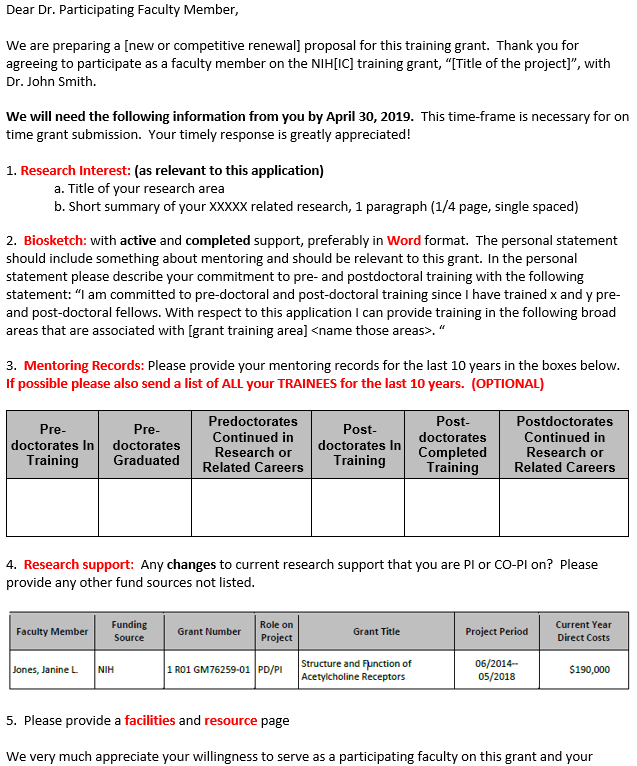 Dear Dr. Participating Faculty Member,
We are preparing a [new or competitive renewal] proposal for this training grant.  Thank you for
agreeing to participate as a faculty member on the NIH[IC] training grant, “[Title of the project]”, with
Dr. John Smith.
We will need the following information from you by April 30, 2019.  This time-frame is necessary for on
time grant submission.  Your timely response is greatly appreciated!
1. Research Interest: (as relevant to this application)
a. Title of your research area
b. Short summary of your XXXXX related research, 1 paragraph (1/4 page, single spaced)
2.  Biosketch: with active and completed support, preferably in Word format.  The personal statement
should include something about mentoring and should be relevant to this grant. In the personal
statement please describe your commitment to pre- and postdoctoral training with the following
statement: “I am committed to pre-doctoral and post-doctoral training since I have trained x and y pre-
and post-doctoral fellows. With respect to this application I can provide training in the following broad
areas that are associated with [grant training area] <name those areas>. “
3.  Mentoring Records: Please provide your mentoring records for the last 10 years in the boxes below.
If possible please also send a list of ALL your TRAINEES for the last 10 years.  (OPTIONAL)
Pre-
doctorates In
Training
Pre-
doctorates
Graduated
Predoctorates
Continued in
Research or
Related Careers
Post-
doctorates In
Training
Post-
doctorates
Completed
Training
Postdoctorates
Continued in
Research or
Related Careers
4.  Research support:  Any changes to current research support that you are PI or CO-PI on?  Please
provide any other fund sources not listed.
Faculty Member
Funding
Source
Grant Number
Role on
Project
Grant Title
Project Period
Current Year
Direct Costs
Jones, Janine L
NIH
1 R01 GM76259-01
PD/PI
Structure and Function of
Acetylcholine Receptors
06/2014--
05/2018
$190,000
5.  Please provide a facilities and resource page
We very much appreciate your willingness to serve as a participating faculty on this grant and your